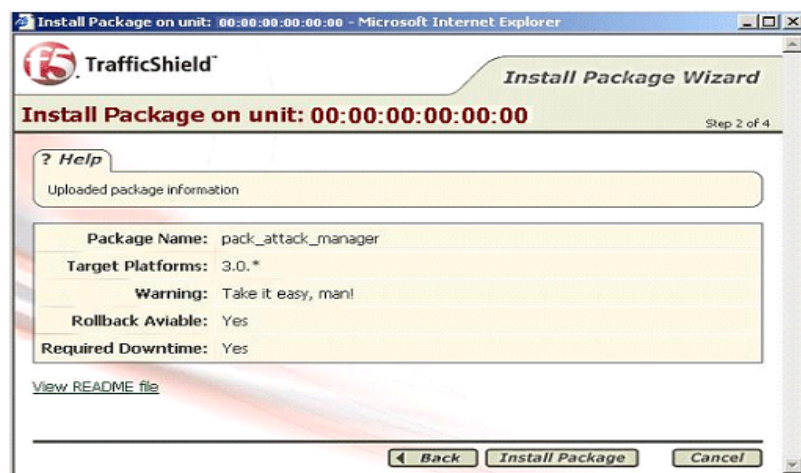 Install Package on unit: 00:00:00:00:00:00 - Microsoft Internet Explorer
f5 TrafficShield™
Install Package Wizard
Install Package on unit: 00:00:00:00:00:00
Step 2 of 4
? Help
Uploaded package information
Package Name: pack_attack_manager
Target Platforms: 3.0.*
Warning: Take it easy, man!
Rollback Aviable: Yes
Required Downtime: Yes
View README file
Back Install Package Cancel